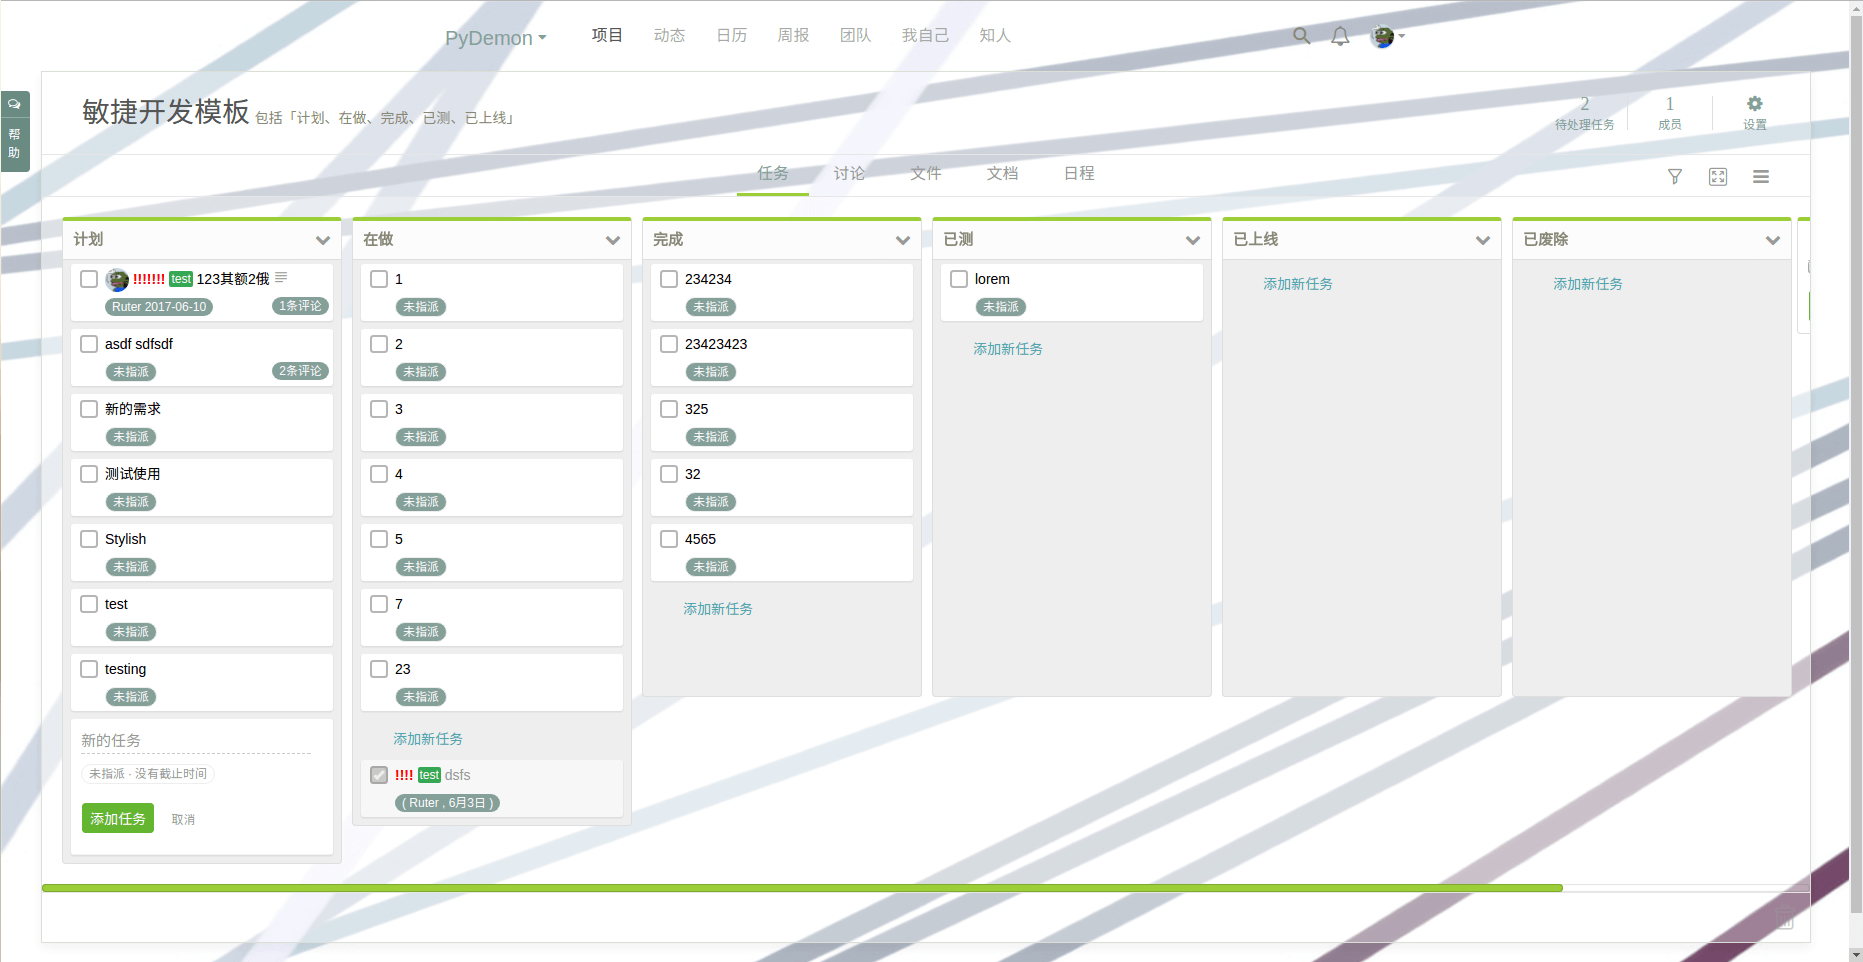 PyDemon 项目 动态 日历 周报 团队 我自己 知人
帮助
敏捷开发模板 包括「计划、在做、完成、已测、已上线」
2 待处理任务
1 成员
设置
任务 讨论 文件 文档 日程
计划
!!!!!!! test 123其额2俄
Ruter 2017-06-10 1条评论
asdf sdfsdf
未指派 2条评论
新的需求
未指派
测试使用
未指派
Stylish
未指派
test
未指派
testing
未指派
新的任务
未指派 · 没有截止时间
添加任务 取消
在做
1
未指派
2
未指派
3
未指派
4
未指派
5
未指派
7
未指派
23
未指派
添加新任务
!!!! test dsfs
( Ruter , 6月3日 )
完成
234234
未指派
23423423
未指派
325
未指派
32
未指派
4565
未指派
添加新任务
已测
lorem
未指派
添加新任务
已上线
添加新任务
已废除
添加新任务